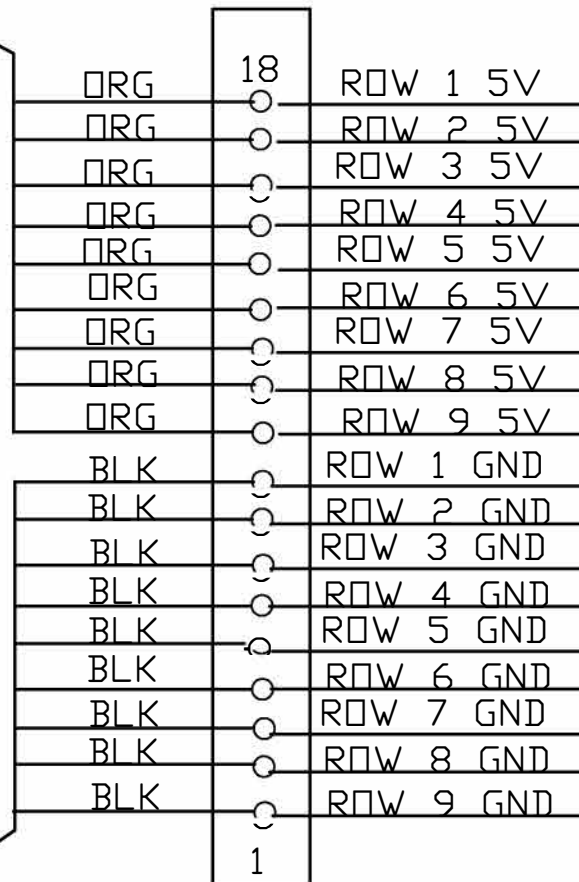 18
ORG ROW 1 5V
ORG ROW 2 5V
ORG ROW 3 5V
ORG ROW 4 5V
ORG ROW 5 5V
ORG ROW 6 5V
ORG ROW 7 5V
ORG ROW 8 5V
ORG ROW 9 5V
BLK ROW 1 GND
BLK ROW 2 GND
BLK ROW 3 GND
BLK ROW 4 GND
BLK ROW 5 GND
BLK ROW 6 GND
BLK ROW 7 GND
BLK ROW 8 GND
BLK ROW 9 GND
1